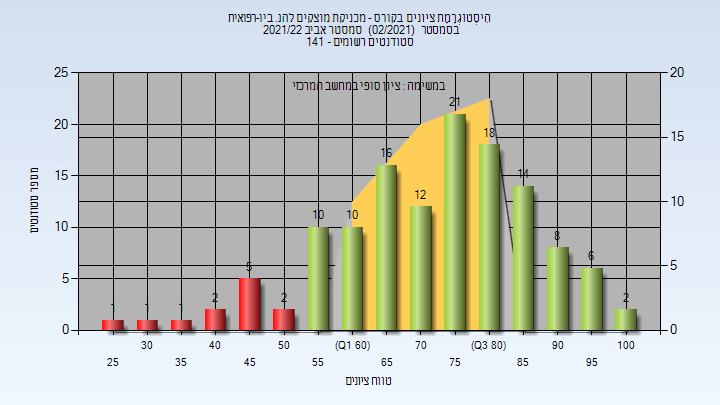 היסטוגרמת ציונים בקורס - מכניקת מוצקים להנ. ביו-רפואית
בסמסטר (02/2021) סמסטר אביב 2021/22
סטודנטים רשומים - 141
במשימה : ציון סופי במחשב המרכזי
25 20 15 10 5 0
מספר סטודנטים
20 15 10 5 0
1 1 1 2 5 2 10 10 16 12 21 18 14 8 6 2
30 40 50 (Q1 60) 70 (Q3 80) 90 100
25 35 45 55 65 75 85 95
טווח ציונים